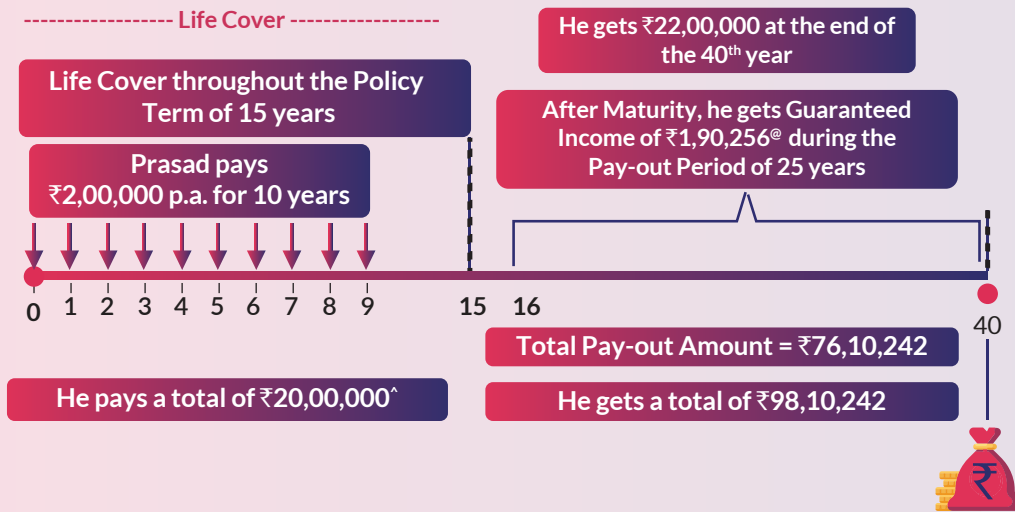 ---------------- Life Cover ----------------
Life Cover throughout the Policy
Term of 15 years
Prasad pays
₹2,00,000 p.a. for 10 years
He gets ₹22,00,000 at the end of
the 40th year
After Maturity, he gets Guaranteed
Income of ₹1,90,256@ during the
Pay-out Period of 25 years
0 1 2 3 4 5 6 7 8 9 15 16 40
Total Pay-out Amount = ₹76,10,242
He pays a total of ₹20,00,000^
He gets a total of ₹98,10,242
₹